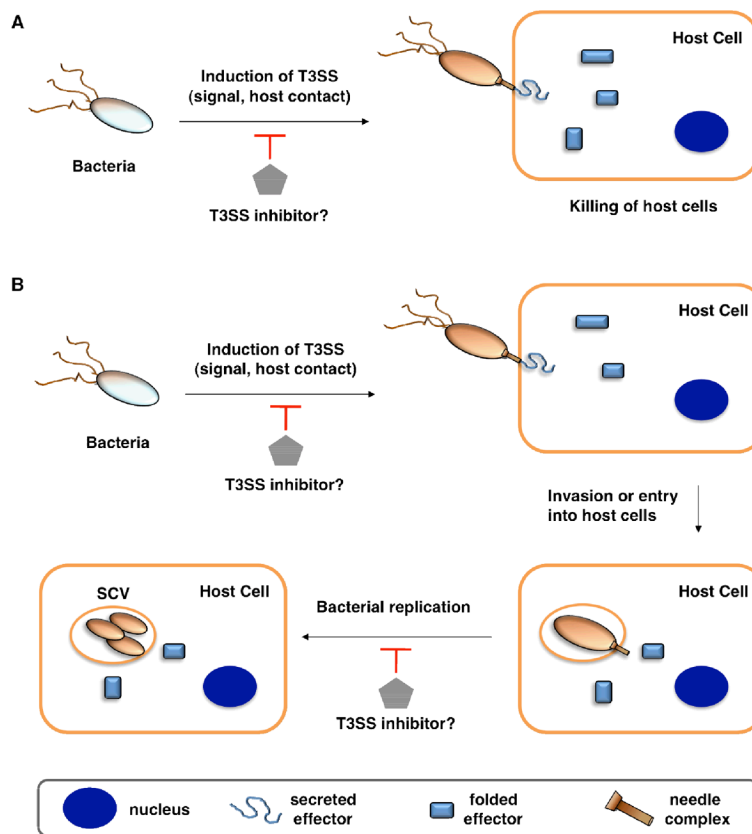 A
Induction of T3SS
(signal, host contact)
Host Cell
Bacteria
T3SS inhibitor?
Killing of host cells
B
Induction of T3SS
(signal, host contact)
Host Cell
Bacteria
T3SS inhibitor?
Invasion or entry
into host cells
SCV
Host Cell
Bacterial replication
Host Cell
T3SS inhibitor?
nucleus
secreted
effector
folded
effector
needle
complex